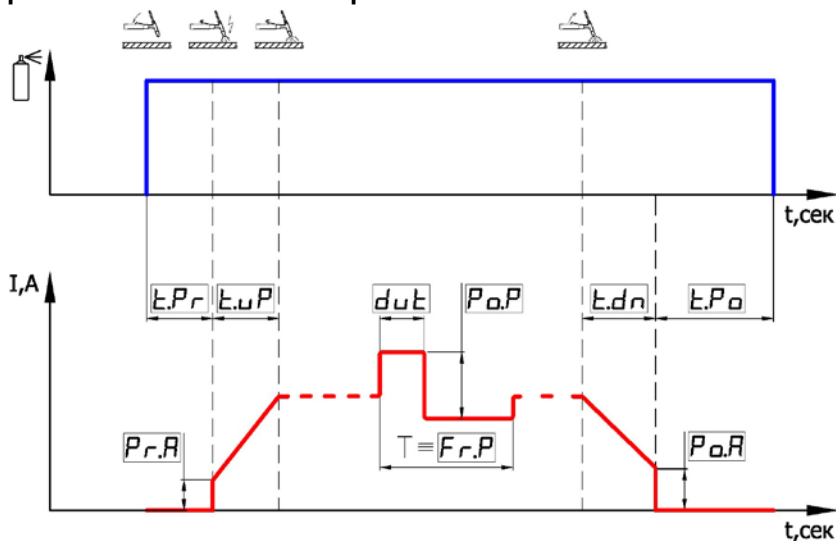 t,сек
I,A
t.Pr
t.uP
dut
Po.P
t.dn
t.Po
Pr.A
T ≡ Fr.P
Po.A
t,сек